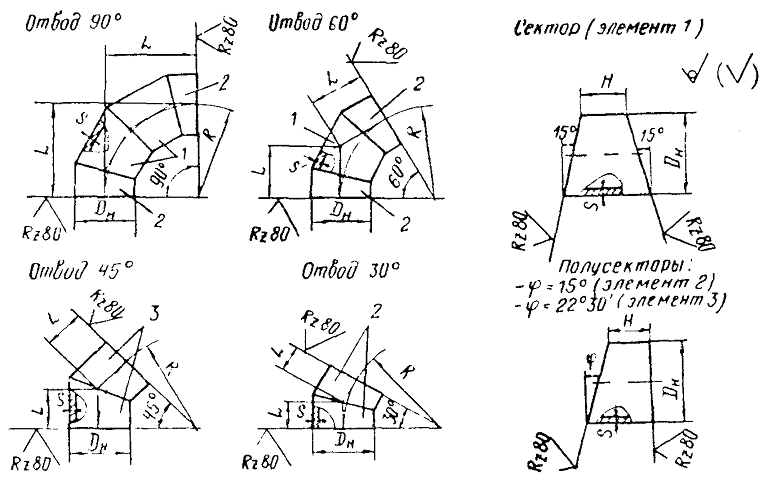 Отвод 90°
L
Rz80
2
S
L
R
1
90°
Dн
Rz80
2
Отвод 60°
Rz80
L
2
1
R
S
L
60°
Dн
Rz80
2
Сектор (элемент 1)
(√)
H
15°
15°
Dн
S
Rz80
Rz80
Отвод 45°
Rz80
3
L
R
S
L
45°
Dн
Rz80
Отвод 30°
2
Rz80
L
R
S
L
30°
Dн
Rz80
Полусекторы:
- φ = 15° (элемент 2)
- φ = 22°30' (элемент 3)
H
φ
Dн
S
Rz80
Rz80